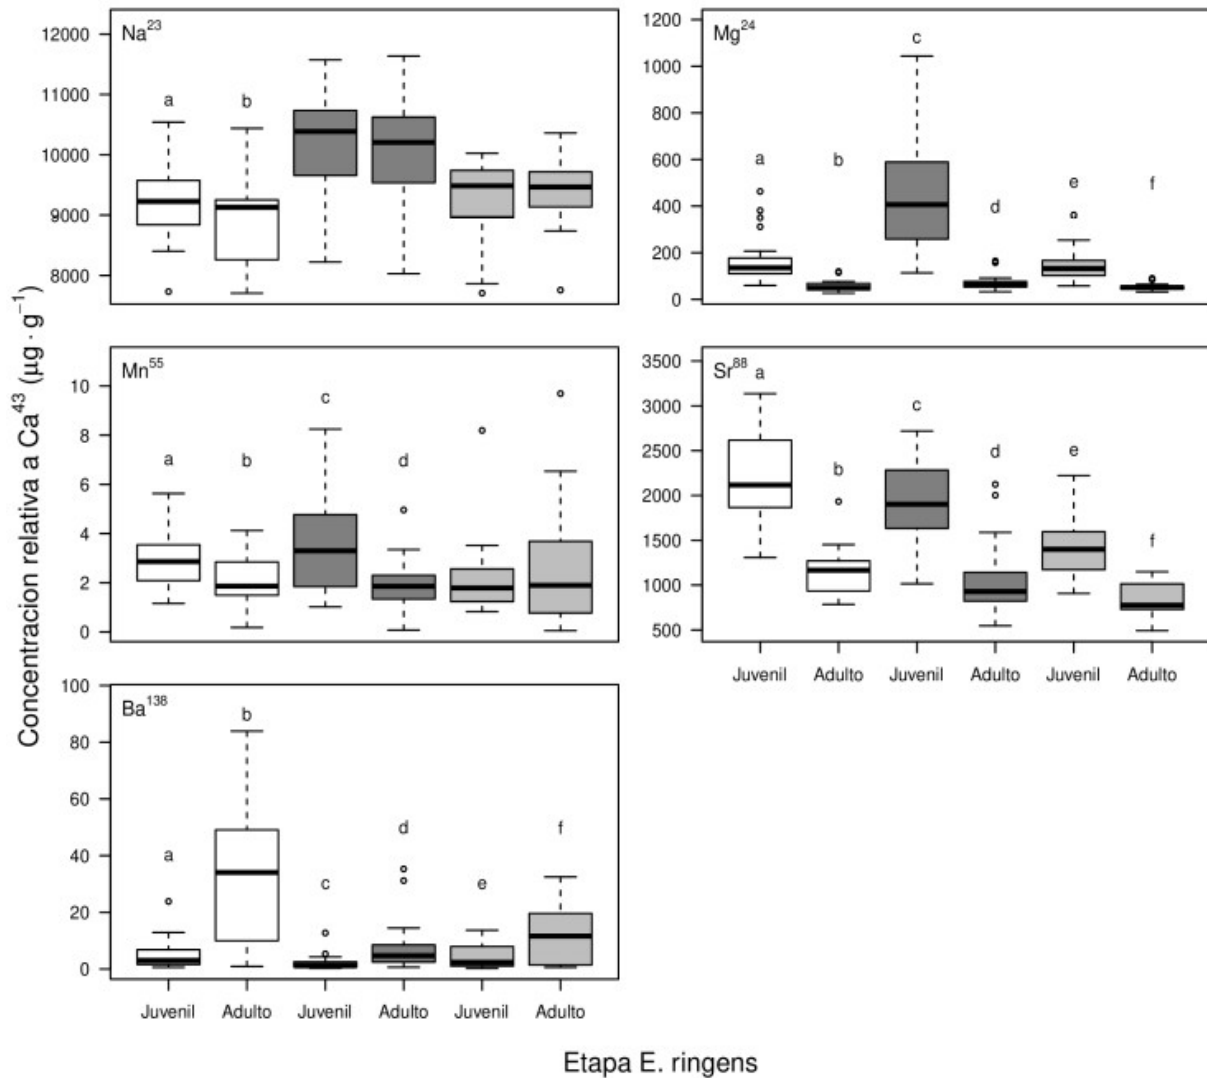 Concentracion relativa a Ca⁴³ (µg · g⁻¹)
Na²³
12000
11000
10000
9000
8000
a b
Mg²⁴
1200
1000
800
600
400
200
0
a b c d e f
Mn⁵⁵
10
8
6
4
2
0
a b c d
Sr⁸⁸
3500
3000
2500
2000
1500
1000
500
a b c d e f
Juvenil Adulto Juvenil Adulto Juvenil Adulto
Ba¹³⁸
100
80
60
40
20
0
a b c d e f
Juvenil Adulto Juvenil Adulto Juvenil Adulto
Etapa E. ringens